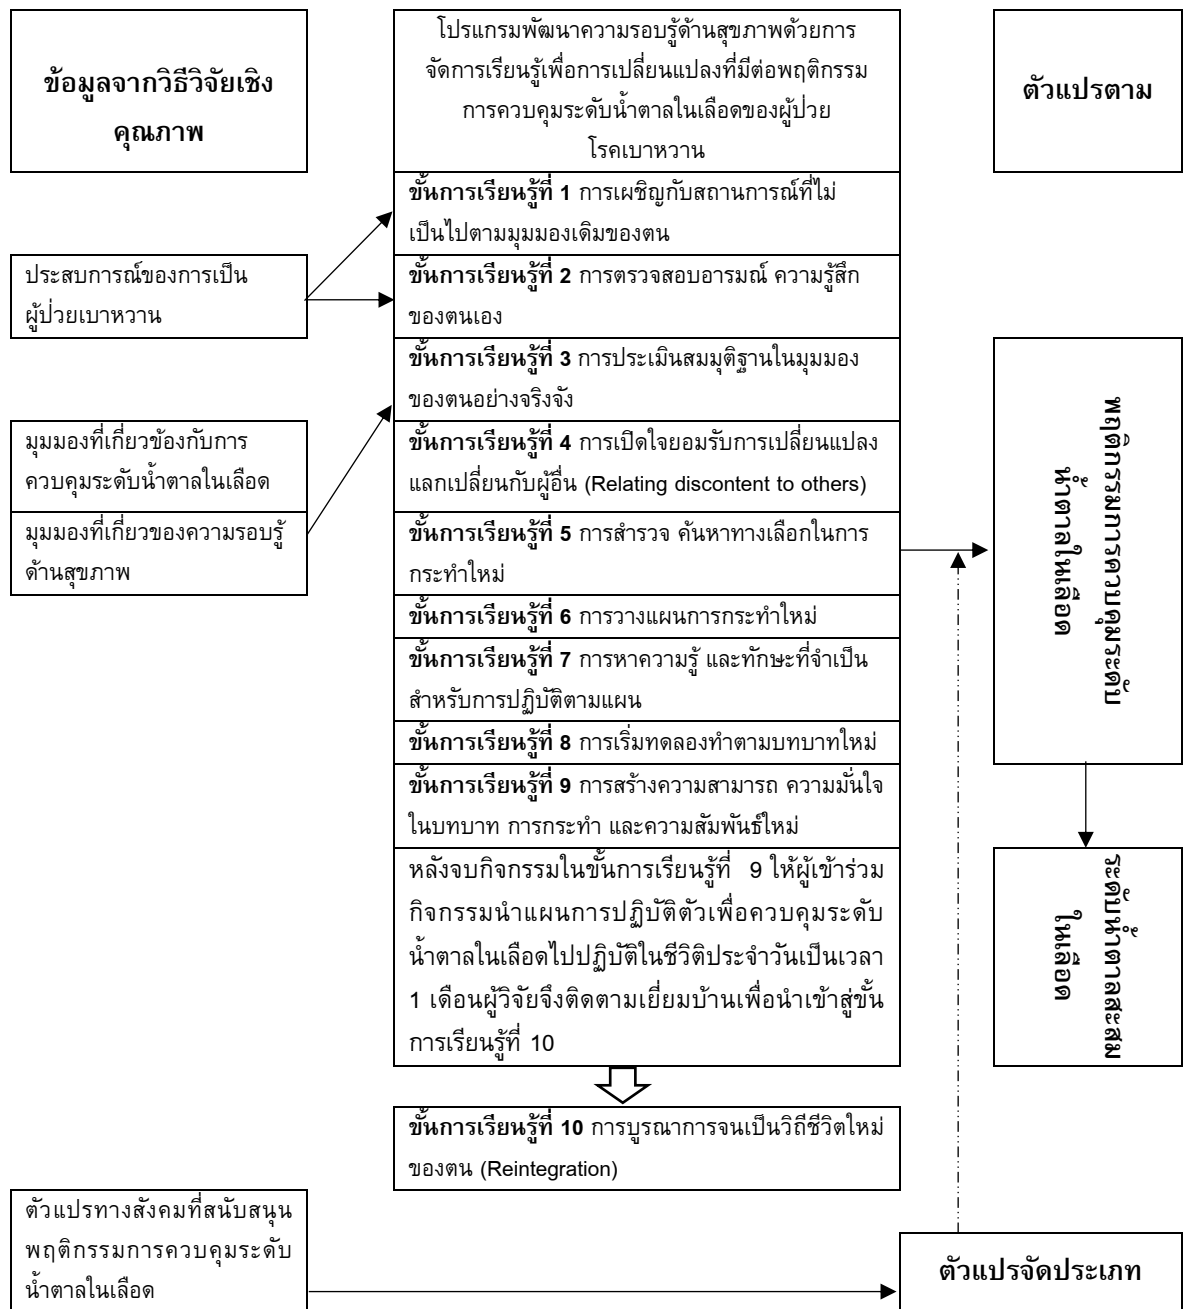 ข้อมูลจากวิธีวิจัยเชิง
คุณภาพ
โปรแกรมพัฒนาความรอบรู้ด้านสุขภาพด้วยการ
จัดการเรียนรู้เพื่อการเปลี่ยนแปลงที่มีต่อพฤติกรรม
การควบคุมระดับน้ำตาลในเลือดของผู้ป่วย
โรคเบาหวาน
ตัวแปรตาม
ขั้นการเรียนรู้ที่ 1 การเผชิญกับสถานการณ์ที่ไม่
เป็นไปตามมุมมองเดิมของตน
ประสบการณ์ของการเป็น
ผู้ป่วยเบาหวาน
ขั้นการเรียนรู้ที่ 2 การตรวจสอบอารมณ์ ความรู้สึก
ของตนเอง
ขั้นการเรียนรู้ที่ 3 การประเมินสมมุติฐานในมุมมอง
ของตนอย่างจริงจัง
มุมมองที่เกี่ยวข้องกับการ
ควบคุมระดับน้ำตาลในเลือด
ขั้นการเรียนรู้ที่ 4 การเปิดใจยอมรับการเปลี่ยนแปลง
แลกเปลี่ยนกับผู้อื่น (Relating discontent to others)
มุมมองที่เกี่ยวของความรอบรู้
ด้านสุขภาพ
ขั้นการเรียนรู้ที่ 5 การสำรวจ ค้นหาทางเลือกในการ
กระทำใหม่
พฤติกรรมการควบคุมระดับ
น้ำตาลในเลือด
ขั้นการเรียนรู้ที่ 6 การวางแผนการกระทำใหม่
ขั้นการเรียนรู้ที่ 7 การหาความรู้ และทักษะที่จำเป็น
สำหรับการปฏิบัติตามแผน
ขั้นการเรียนรู้ที่ 8 การเริ่มทดลองทำตามบทบาทใหม่
ขั้นการเรียนรู้ที่ 9 การสร้างความสามารถ ความมั่นใจ
ในบทบาท การกระทำ และความสัมพันธ์ใหม่
หลังจบกิจกรรมในขั้นการเรียนรู้ที่ 9 ให้ผู้เข้าร่วม
กิจกรรมนำแผนการปฏิบัติตัวเพื่อควบคุมระดับ
น้ำตาลในเลือดไปปฏิบัติในชีวิติประจำวันเป็นเวลา
1 เดือนผู้วิจัยจึงติดตามเยี่ยมบ้านเพื่อนำเข้าสู่ขั้น
การเรียนรู้ที่ 10
ระดับน้ำตาลสะสม
ในเลือด
ขั้นการเรียนรู้ที่ 10 การบูรณาการจนเป็นวิถีชีวิตใหม่
ของตน (Reintegration)
ตัวแปรทางสังคมที่สนับสนุน
พฤติกรรมการควบคุมระดับ
น้ำตาลในเลือด
ตัวแปรจัดประเภท